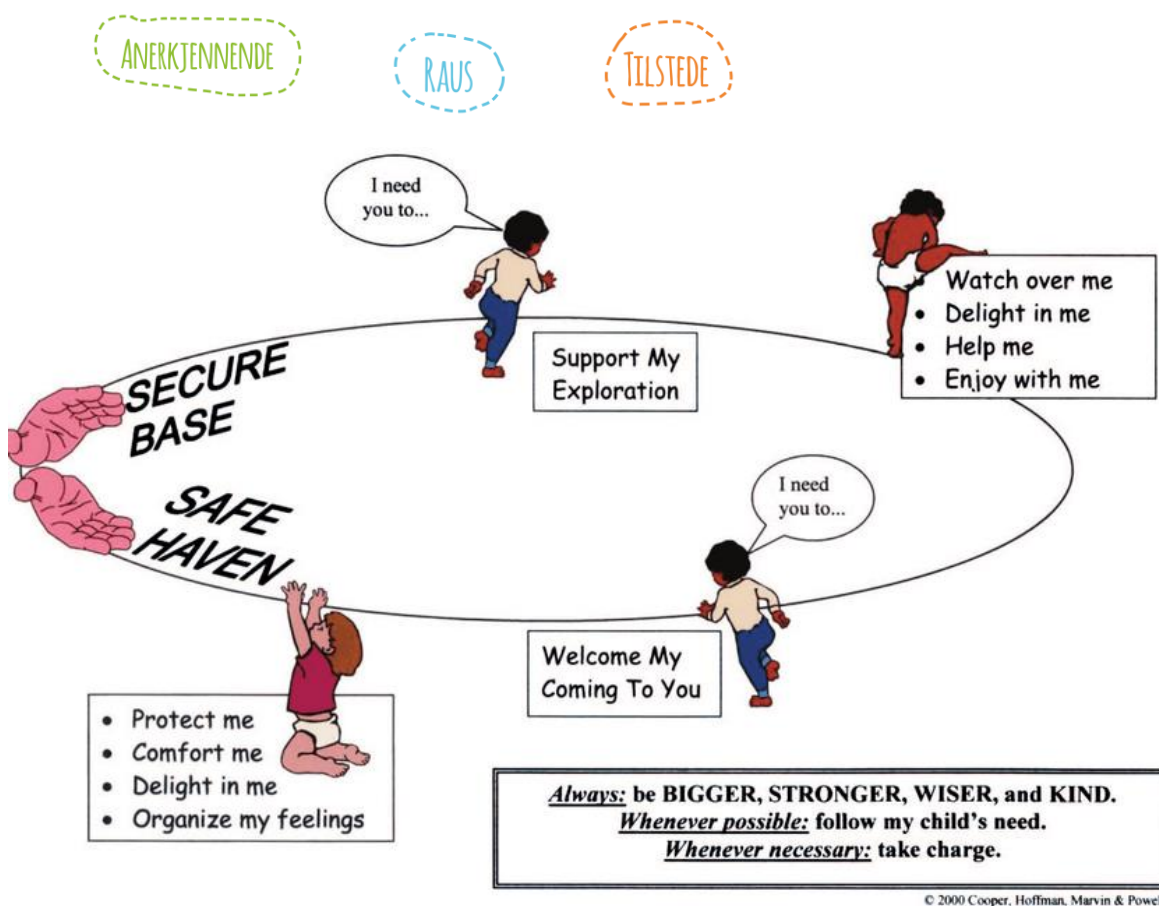 ANERKJENNENDE
RAUS
TILSTEDE
I need
you to...
Watch over me
• Delight in me
• Help me
• Enjoy with me
Support My
Exploration
SECURE
BASE
SAFE
HAVEN
I need
you to...
Welcome My
Coming To You
• Protect me
• Comfort me
• Delight in me
• Organize my feelings
Always: be BIGGER, STRONGER, WISER, and KIND.
Whenever possible: follow my child's need.
Whenever necessary: take charge.
© 2000 Cooper, Hoffman, Marvin & Powel